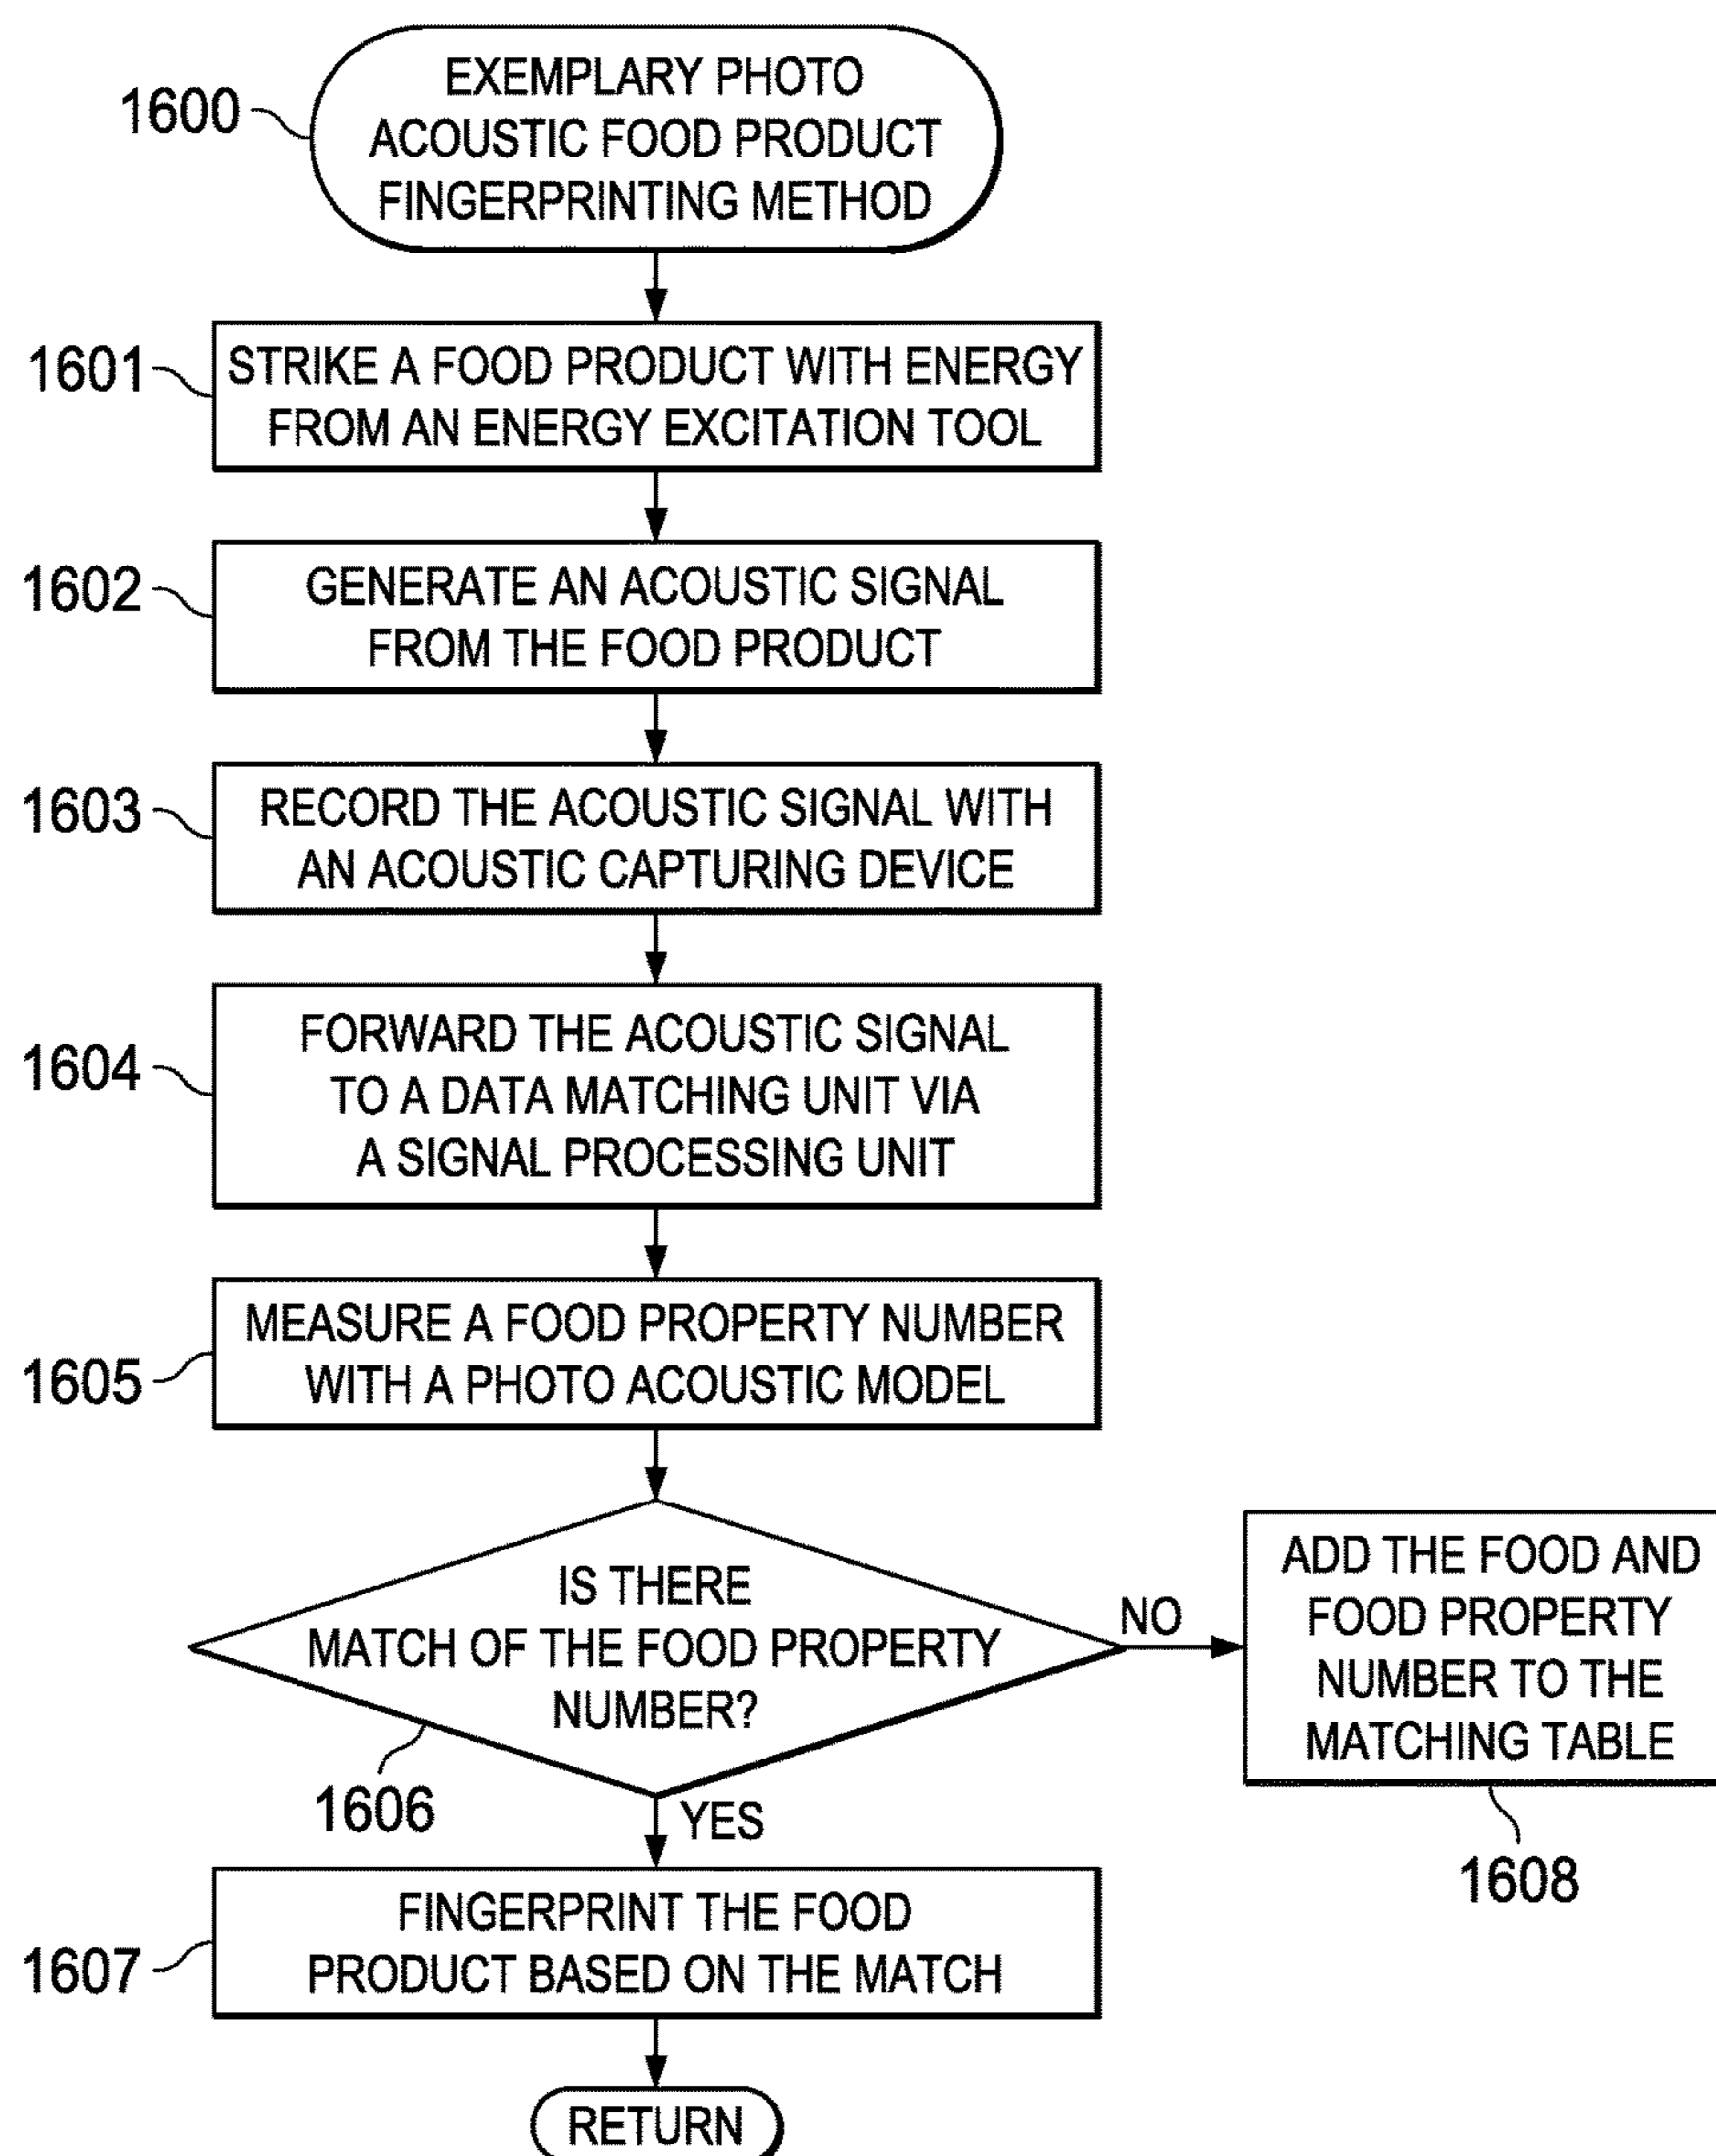 1600
EXEMPLARY PHOTO
ACOUSTIC FOOD PRODUCT
FINGERPRINTING METHOD
1601
STRIKE A FOOD PRODUCT WITH ENERGY
FROM AN ENERGY EXCITATION TOOL
1602
GENERATE AN ACOUSTIC SIGNAL
FROM THE FOOD PRODUCT
1603
RECORD THE ACOUSTIC SIGNAL WITH
AN ACOUSTIC CAPTURING DEVICE
1604
FORWARD THE ACOUSTIC SIGNAL
TO A DATA MATCHING UNIT VIA
A SIGNAL PROCESSING UNIT
1605
MEASURE A FOOD PROPERTY NUMBER
WITH A PHOTO ACOUSTIC MODEL
IS THERE
MATCH OF THE FOOD PROPERTY
NUMBER?
1606
NO
ADD THE FOOD AND
FOOD PROPERTY
NUMBER TO THE
MATCHING TABLE
1608
YES
1607
FINGERPRINT THE FOOD
PRODUCT BASED ON THE MATCH
RETURN